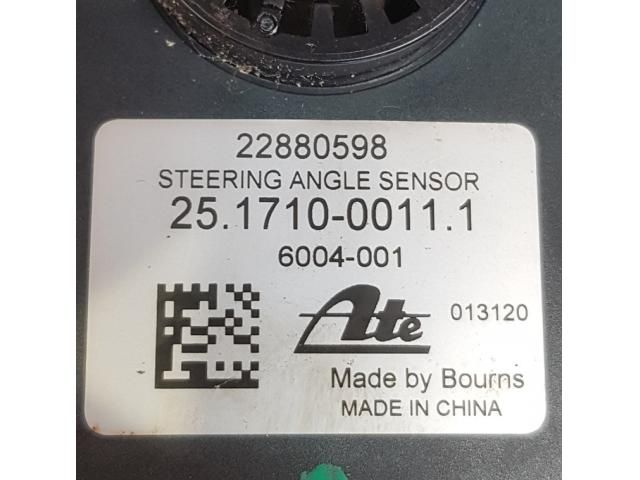 22880598
STEERING ANGLE SENSOR
25.1710-0011.1
6004-001
Ate 013120
Made by Bourns
MADE IN CHINA